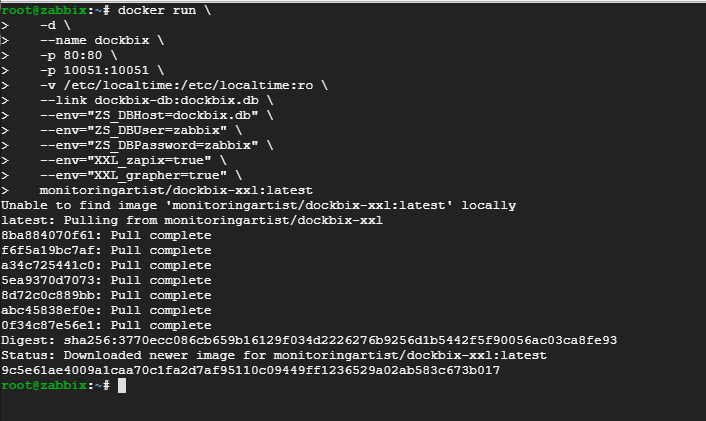 root@zabbix:~# docker run \
>    -d \
>    --name dockbix \
>    -p 80:80 \
>    -p 10051:10051 \
>    -v /etc/localtime:/etc/localtime:ro \
>    --link dockbix-db:dockbix.db \
>    --env="ZS_DBHost=dockbix.db" \
>    --env="ZS_DBUser=zabbix" \
>    --env="ZS_DBPassword=zabbix" \
>    --env="XXL_zapix=true" \
>    --env="XXL_grapher=true" \
>    monitoringartist/dockbix-xxl:latest
Unable to find image 'monitoringartist/dockbix-xxl:latest' locally
latest: Pulling from monitoringartist/dockbix-xxl
8ba884070f61: Pull complete
f6f5a19bc7af: Pull complete
a34c725441c0: Pull complete
5ea9370d7073: Pull complete
8d72c0c889bb: Pull complete
abc45838ef0e: Pull complete
0f34c87e56e1: Pull complete
Digest: sha256:3770ecc086cb659b16129f034d2226276b9256d1b5442f5f90056ac03ca8fe93
Status: Downloaded newer image for monitoringartist/dockbix-xxl:latest
9c5e61ae4009a1caa70c1fa2d7af95110c09449ff1236529a02ab583c673b017
root@zabbix:~#